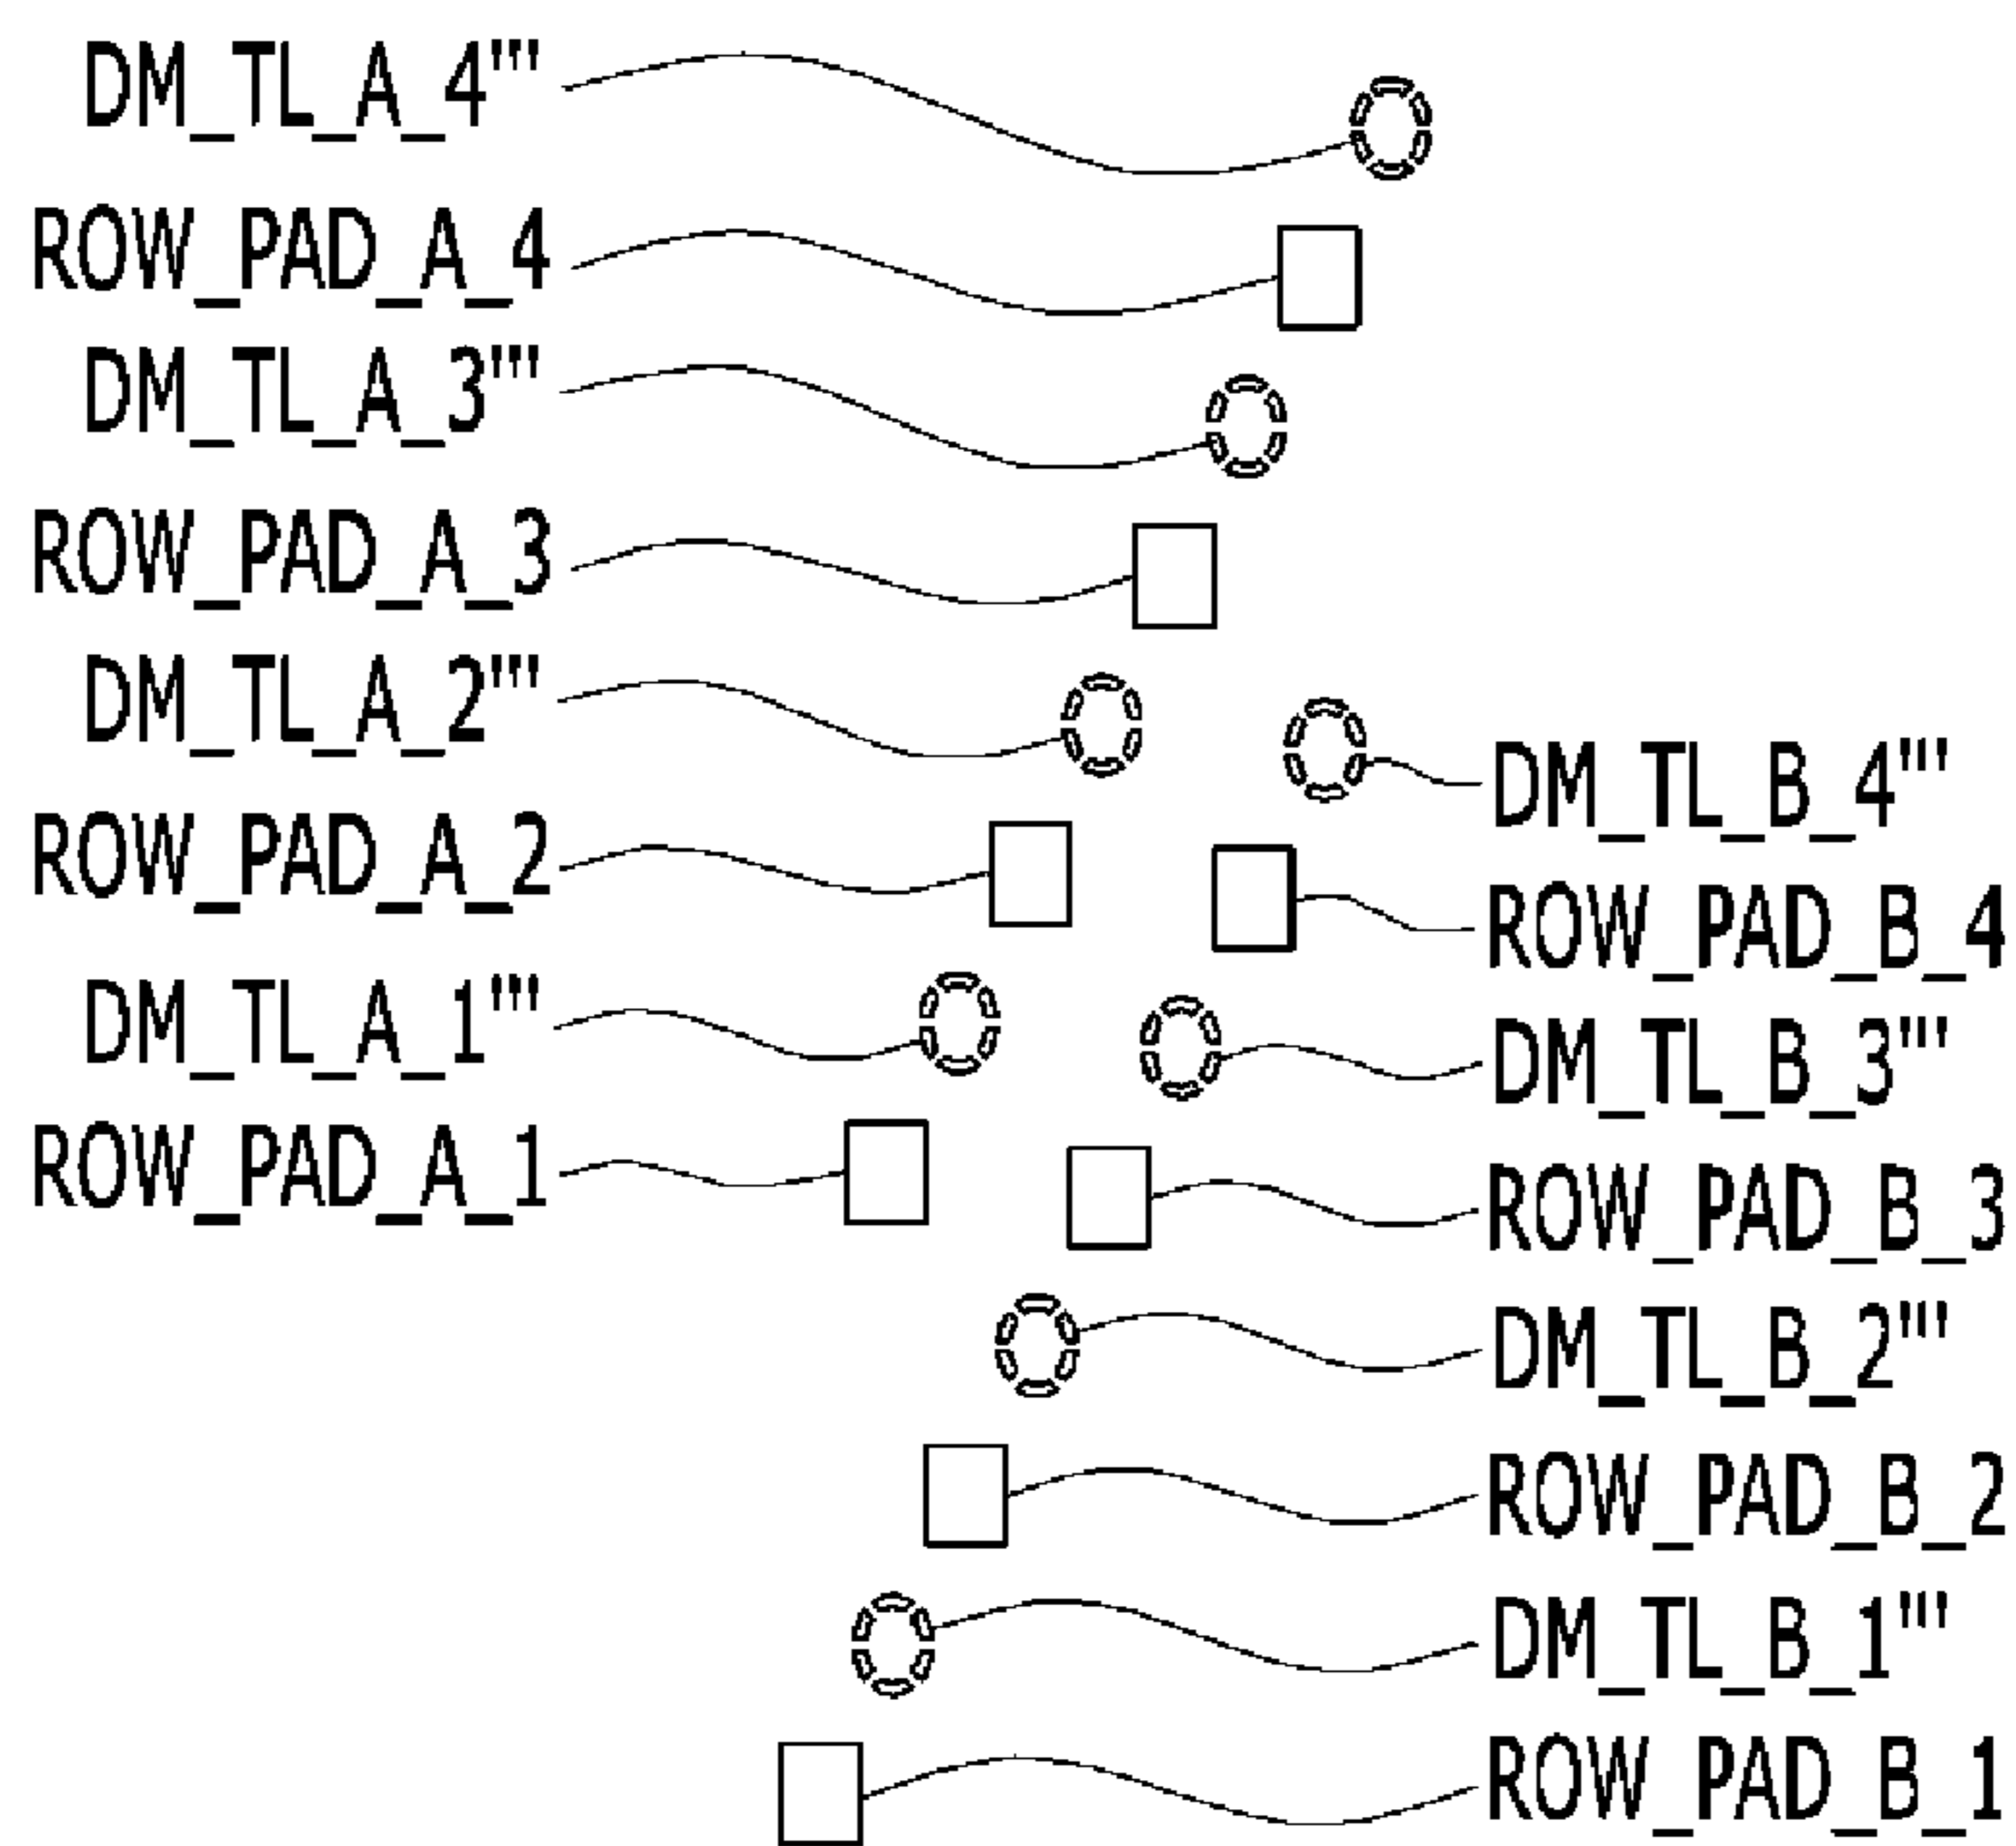 DM_TL_A_4"'
ROW_PAD_A_4
DM_TL_A_3"'
ROW_PAD_A_3
DM_TL_A_2"'
ROW_PAD_A_2
DM_TL_A_1"'
ROW_PAD_A_1
DM_TL_B_4"'
ROW_PAD_B_4
DM_TL_B_3"'
ROW_PAD_B_3
DM_TL_B_2"'
ROW_PAD_B_2
DM_TL_B_1"'
ROW_PAD_B_1